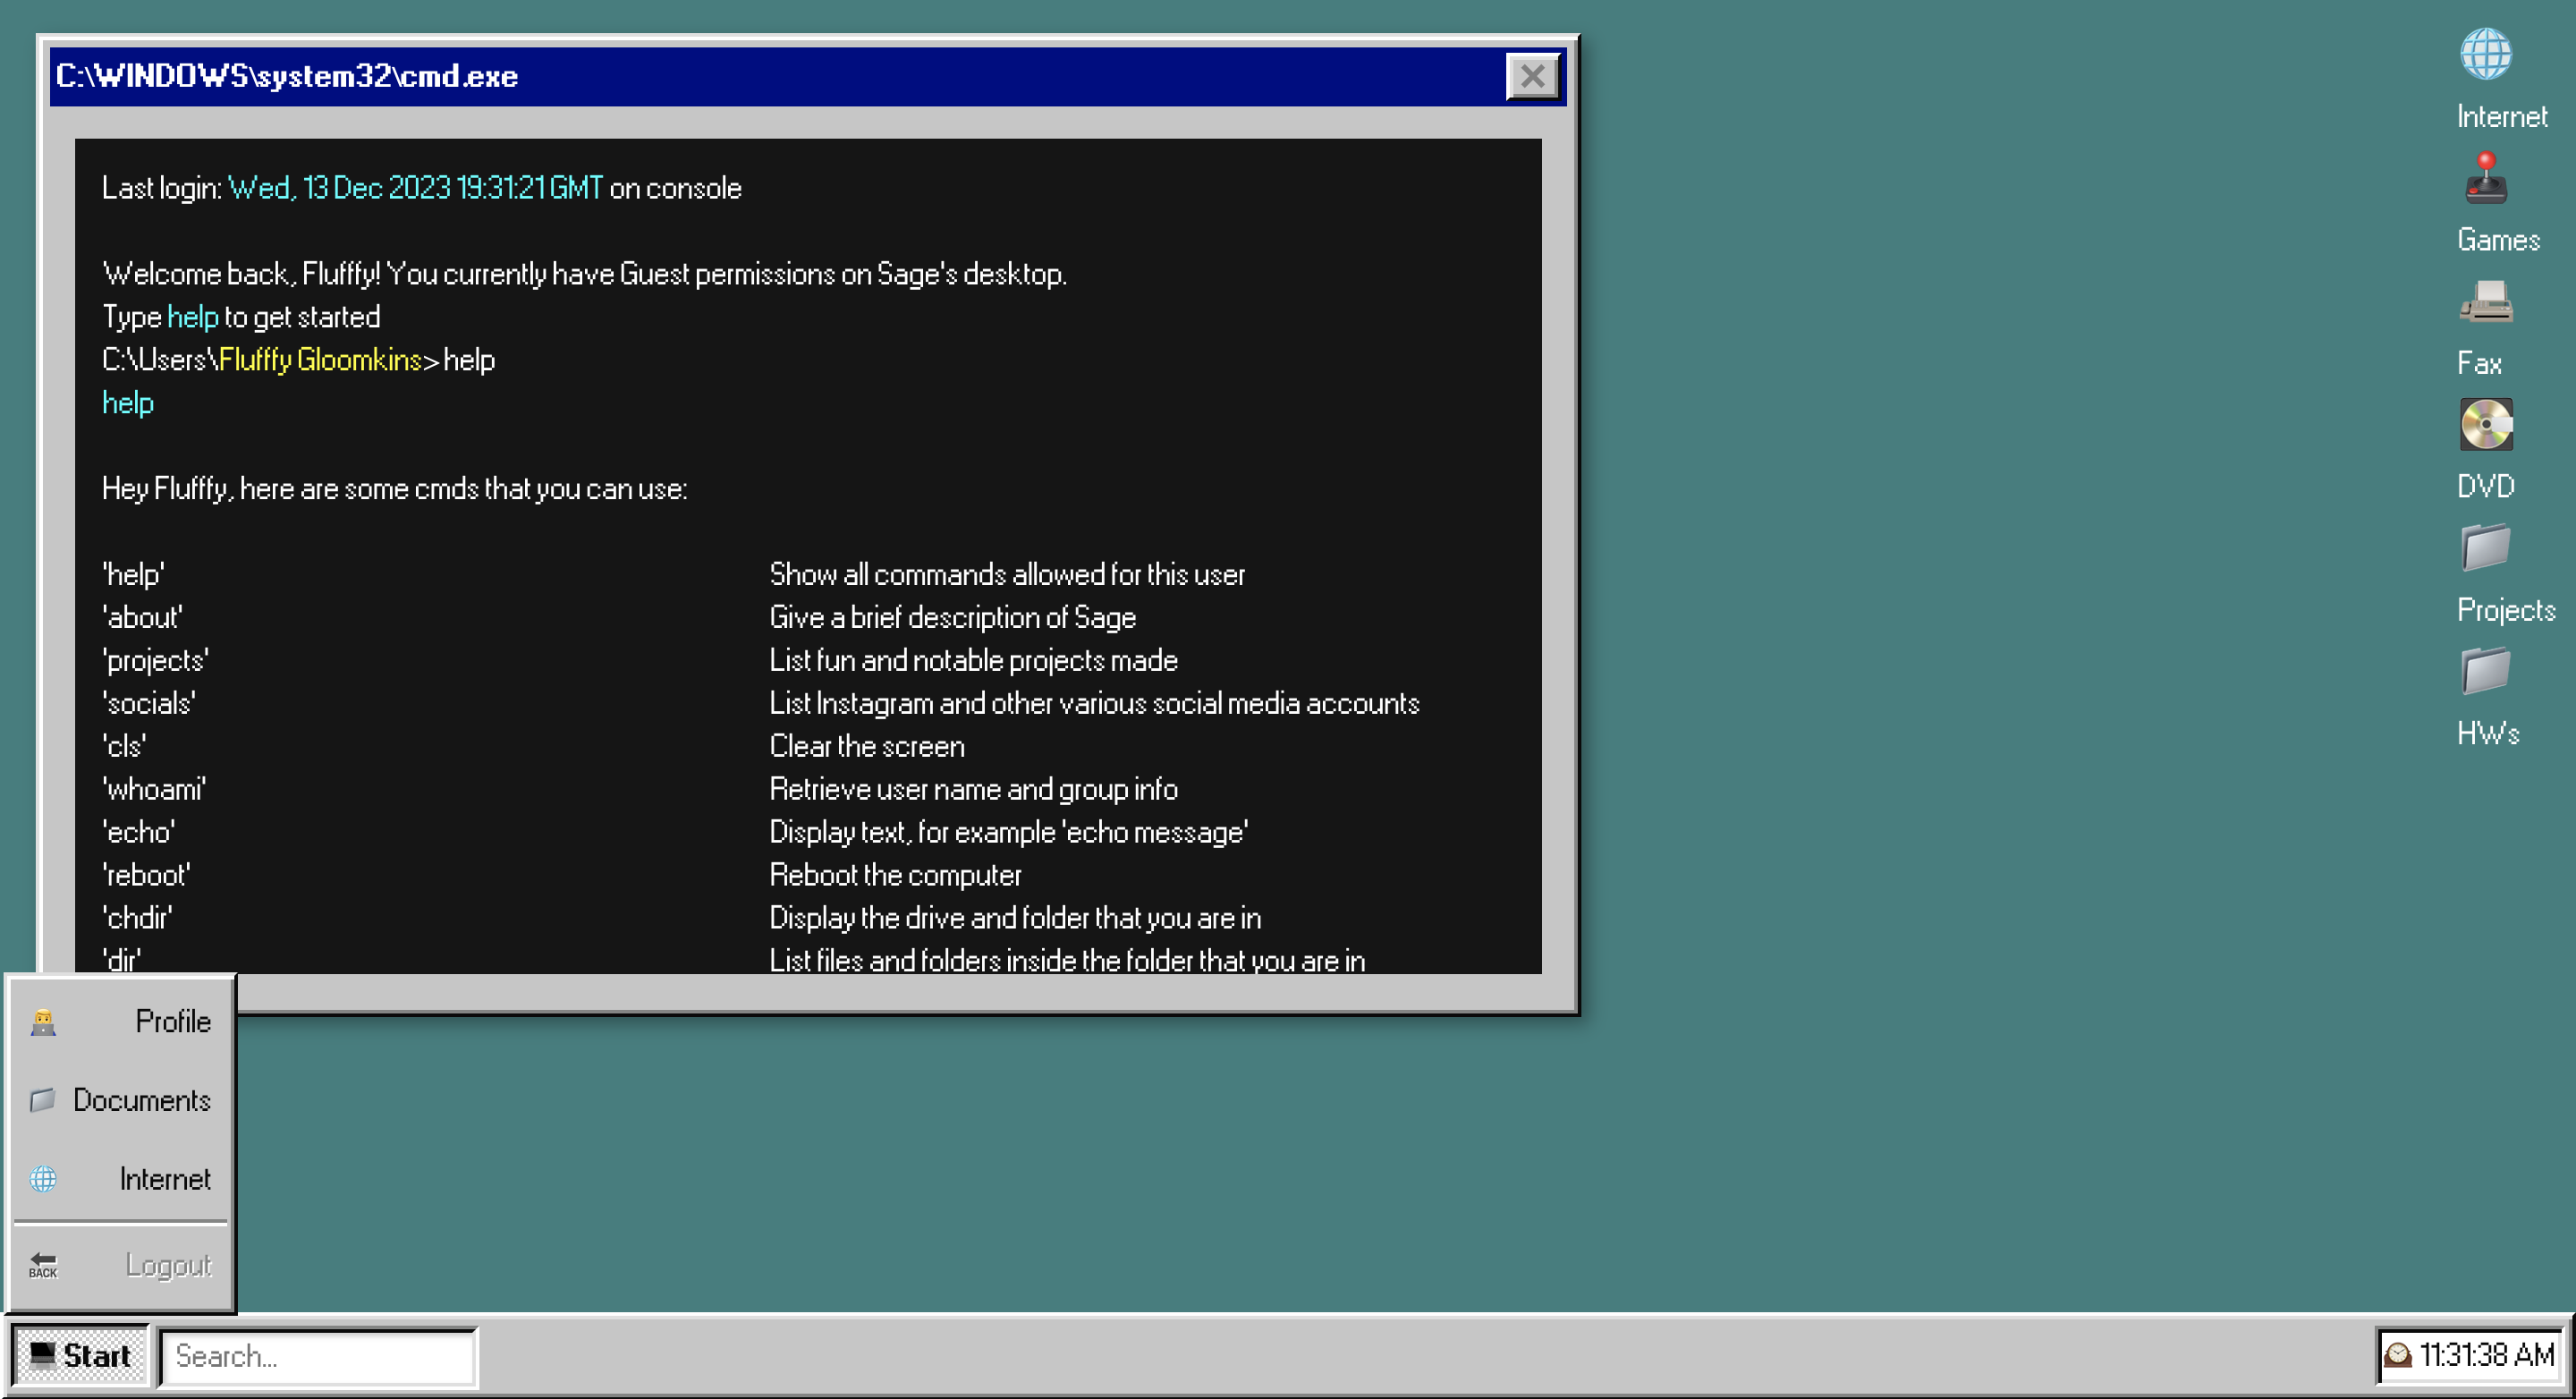 C:\WINDOWS\system32\cmd.exe
Last login: Wed, 13 Dec 2023 19:31:21 GMT on console
Welcome back, Flufffy! You currently have Guest permissions on Sage's desktop.
Type help to get started
C:\Users\Flufffy Gloomkins>help
help
Hey Flufffy, here are some cmds that you can use:
'help' Show all commands allowed for this user
'about' Give a brief description of Sage
'projects' List fun and notable projects made
'socials' List Instagram and other various social media accounts
'cls' Clear the screen
'whoami' Retrieve user name and group info
'echo' Display text, for example 'echo message'
'reboot' Reboot the computer
'chdir' Display the drive and folder that you are in
'dir' List files and folders inside the folder that you are in
Internet
Games
Fax
DVD
Projects
HW's
Profile
Documents
Internet
BACK Logout
Start
Search...
11:31:38 AM